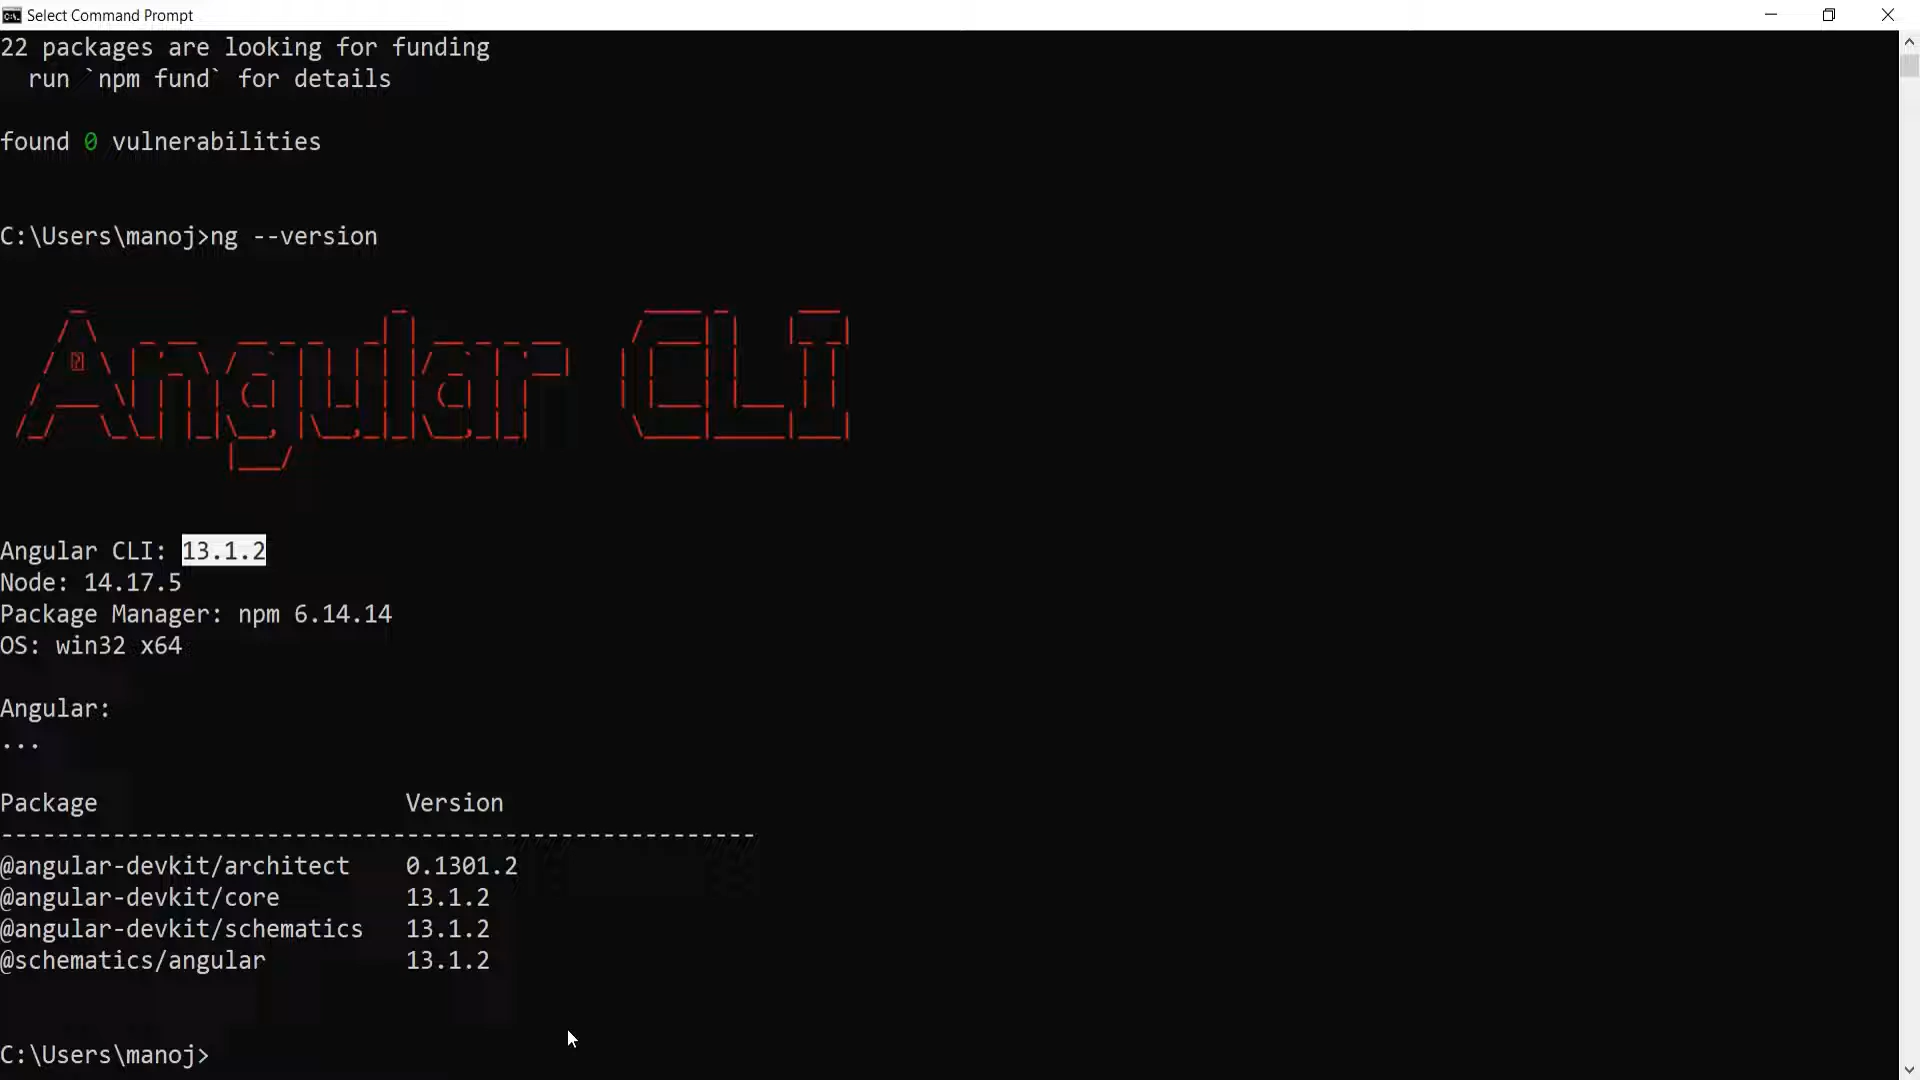 Select Command Prompt
22 packages are looking for funding
run `npm fund` for details
found 0 vulnerabilities
C:\Users\manoj>ng --version
Angular CLI
Angular CLI: 13.1.2
Node: 14.17.5
Package Manager: npm 6.14.14
OS: win32 x64
Angular:
...
Package Version
------------------------------------------------------
@angular-devkit/architect 0.1301.2
@angular-devkit/core 13.1.2
@angular-devkit/schematics 13.1.2
@schematics/angular 13.1.2
C:\Users\manoj>